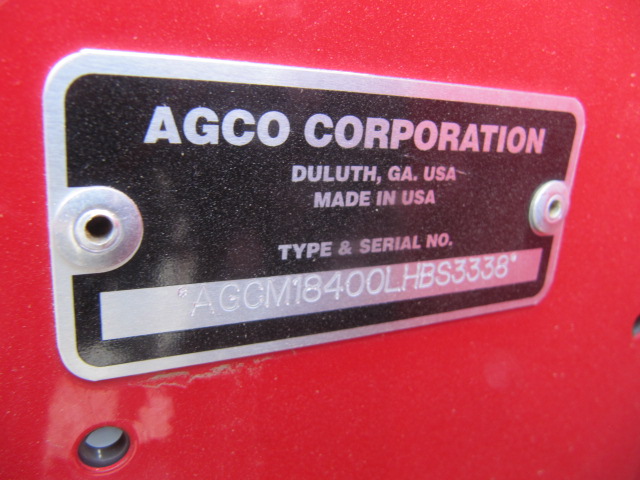 AGCO CORPORATION
DULUTH, GA. USA
MADE IN USA
TYPE & SERIAL NO.
*AGCM18400LHBS3338*